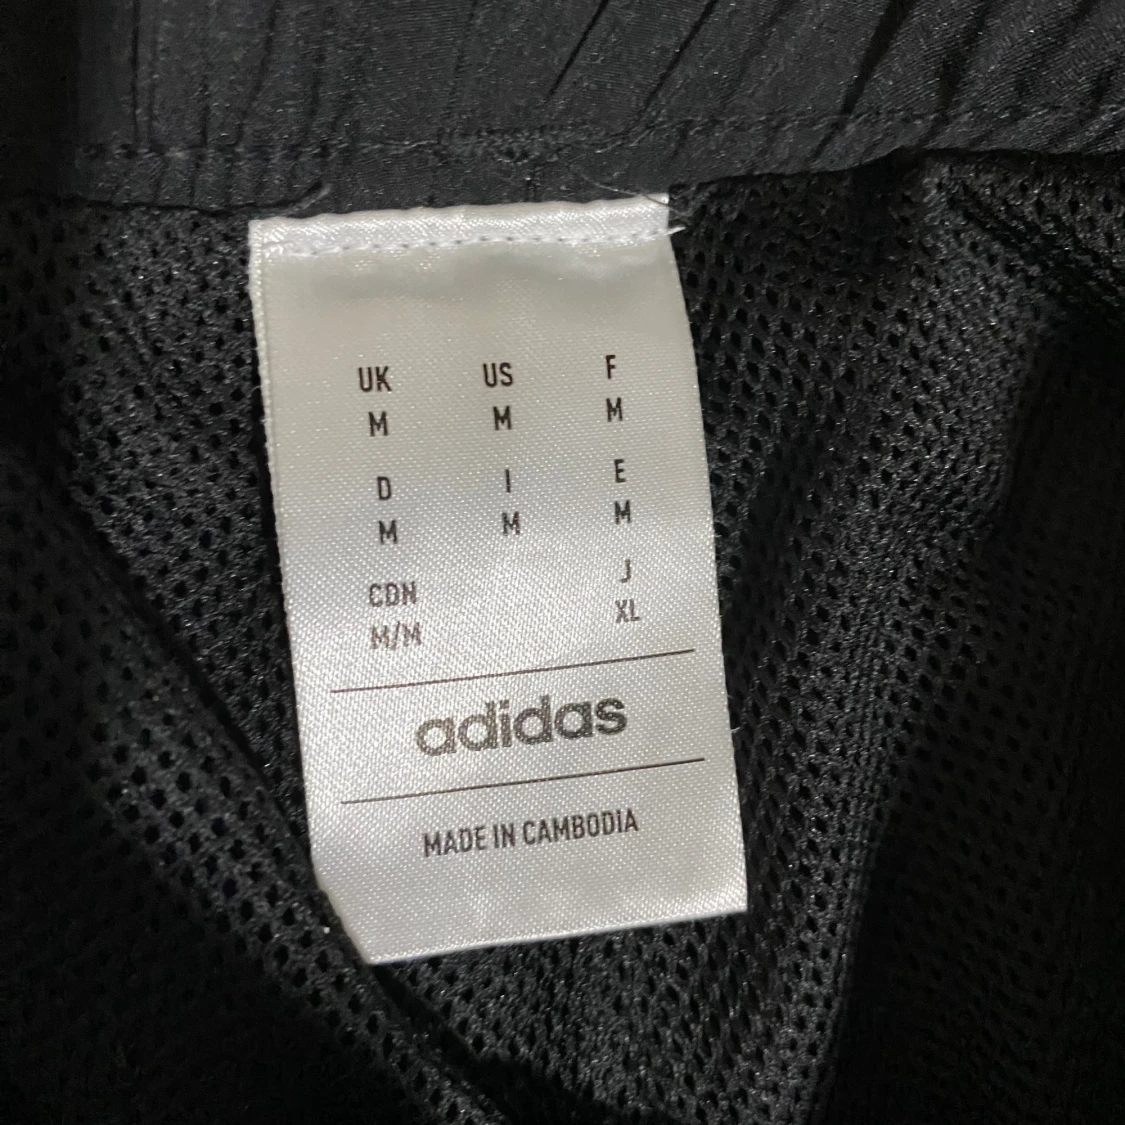 UK US F
M M M
D I E
M M M
CDN J
M/M XL
adidas
MADE IN CAMBODIA